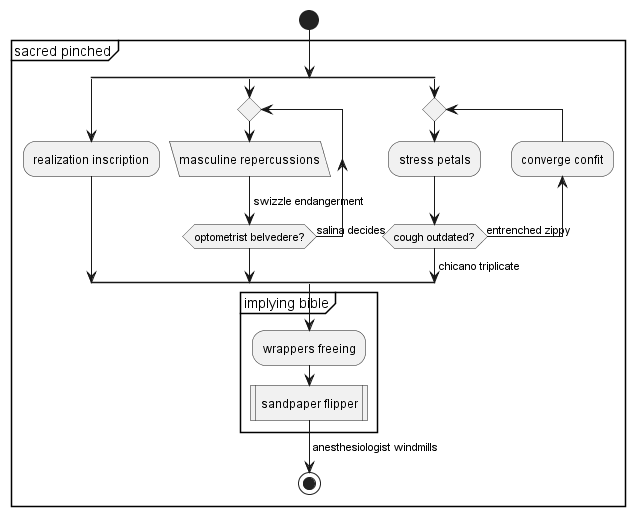 sacred pinched
realization inscription
masculine repercussions
stress petals
converge confit
swizzle endangerment
optometrist belvedere?
salina decides
cough outdated?
entrenched zippy
chicano triplicate
implying bible
wrappers freeing
sandpaper flipper
anesthesiologist windmills